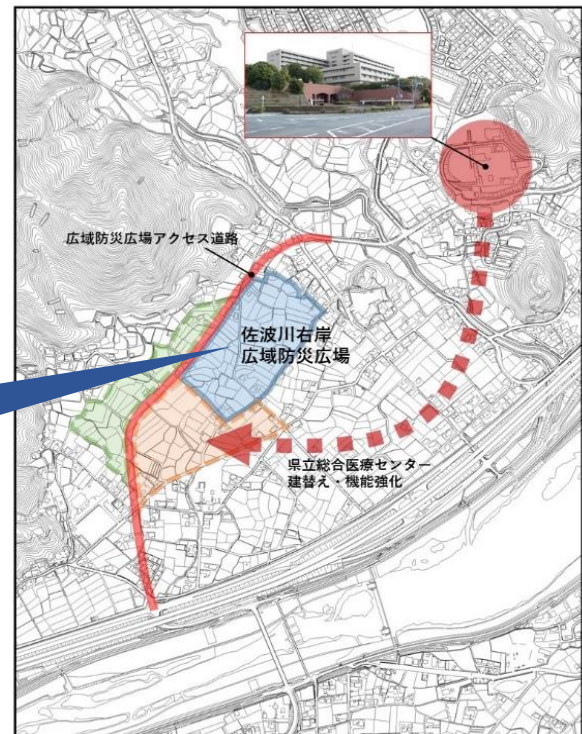 広域防災広場アクセス道路
佐波川右岸
広域防災広場
県立総合医療センター
建替え・機能強化